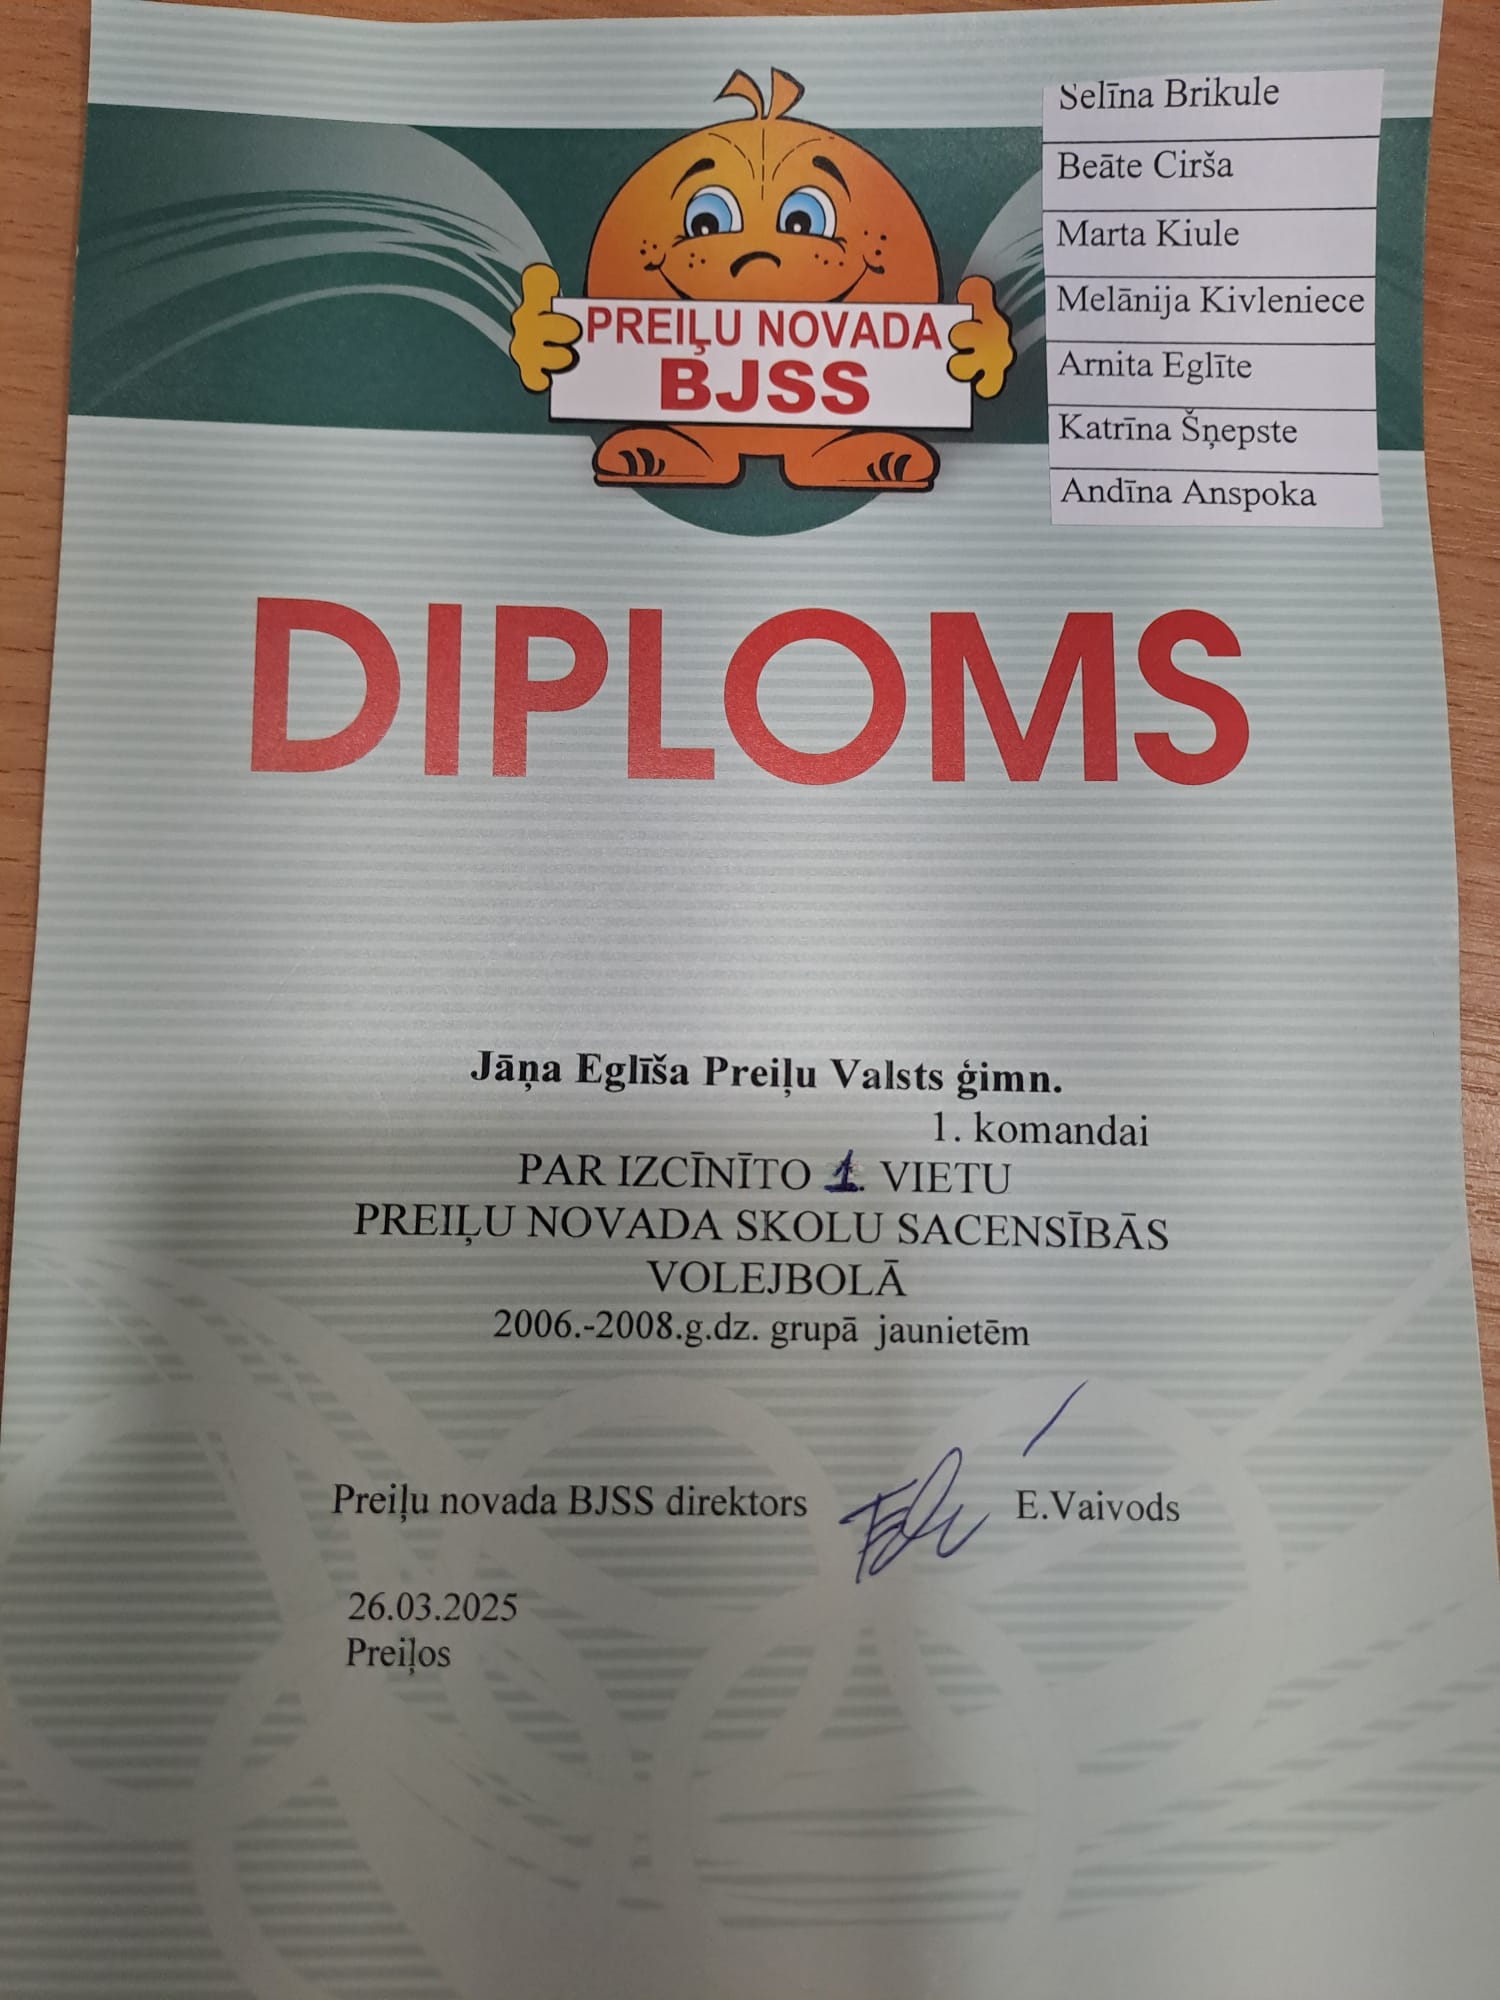 Selīna Brikule
Beāte Cirša
Marta Kiule
Melānija Kivleniece
Arnita Eglīte
Katrīna Šņepste
Andīna Anspoka
PREIĻU NOVADA
BJSS
DIPLOMS
Jāņa Eglīša Preiļu Valsts ģimn.
1. komandai
PAR IZCĪNĪTO 1. VIETU
PREIĻU NOVADA SKOLU SACENSĪBĀS
VOLEJBOLĀ
2006.-2008.g.dz. grupā jaunietēm
Preiļu novada BJSS direktors E.Vaivods
26.03.2025
Preiļos